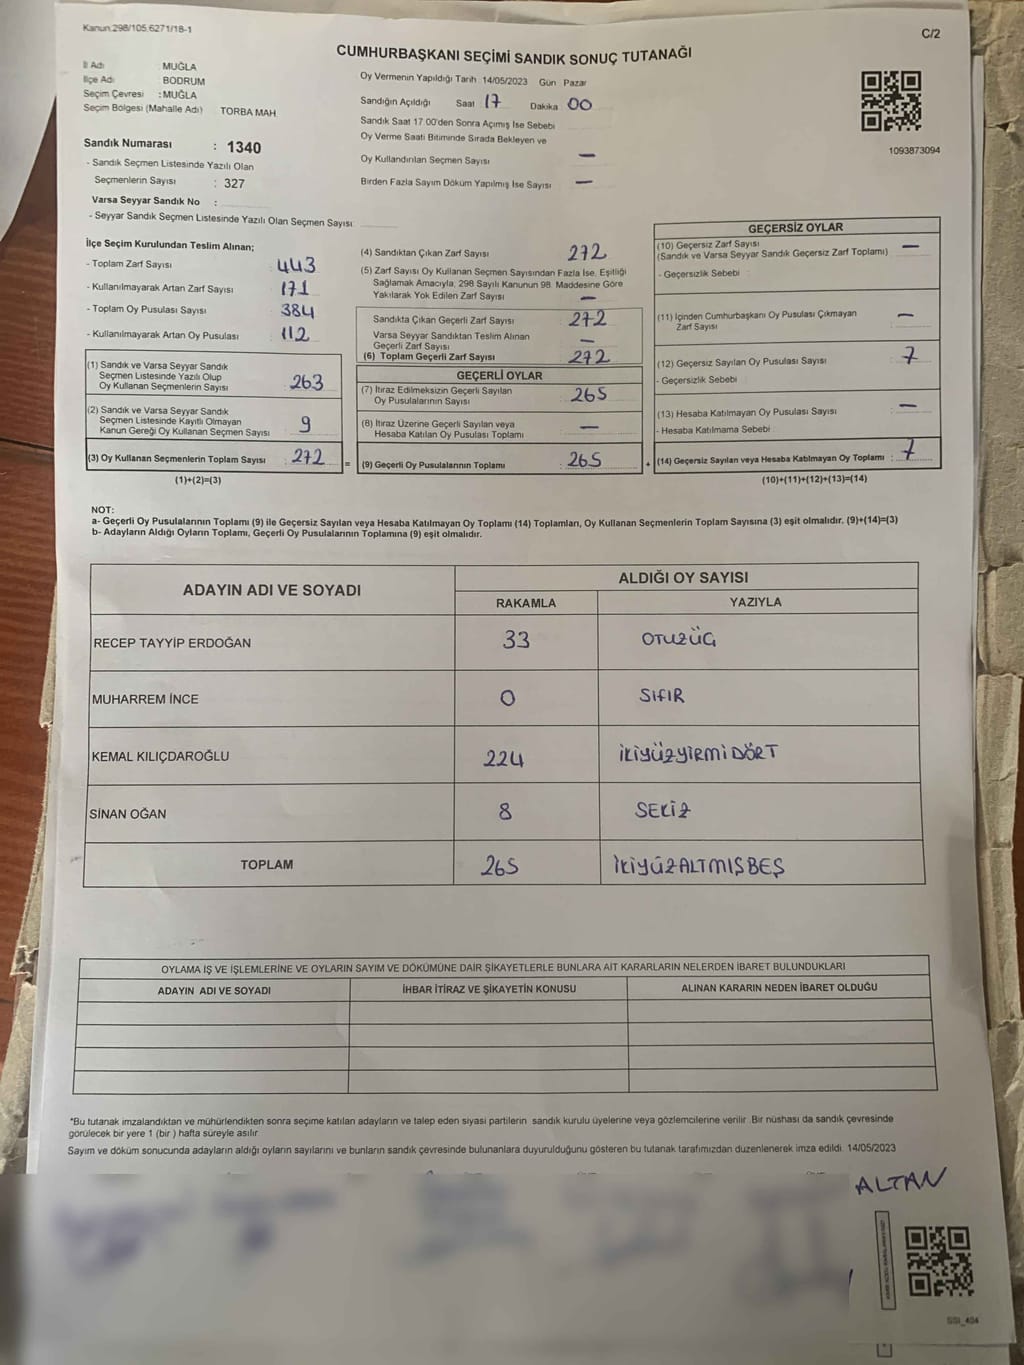 Kanun.298/105.6271/18-1
C/2
CUMHURBAŞKANI SEÇİMİ SANDIK SONUÇ TUTANAĞI
İl Adı : MUĞLA
İlçe Adı : BODRUM
Seçim Çevresi : MUĞLA
Seçim Bölgesi (Mahalle Adı) TORBA MAH.
Oy Vermenin Yapıldığı Tarih 14/05/2023 Gün Pazar
Sandığın Açıldığı Saat 17 Dakika 00
Sandık Saat 17.00'den Sonra Açımış İse Sebebi
Oy Verme Saati Bitiminde Sırada Bekleyen ve
Oy Kullandırılan Seçmen Sayısı —
Birden Fazla Sayım Döküm Yapılmış İse Sayısı —
1093873094
Sandık Numarası : 1340
- Sandık Seçmen Listesinde Yazılı Olan
Seçmenlerin Sayısı : 327
Varsa Seyyar Sandık No :
- Seyyar Sandık Seçmen Listesinde Yazılı Olan Seçmen Sayısı
İlçe Seçim Kurulundan Teslim Alınan;
- Toplam Zarf Sayısı : 443
- Kullanılmayarak Artan Zarf Sayısı : 171
- Toplam Oy Pusulası Sayısı : 384
- Kullanılmayarak Artan Oy Pusulası : 112
(1) Sandık ve Varsa Seyyar Sandık
Seçmen Listesinde Yazılı Olup
Oy Kullanan Seçmenlerin Sayısı : 263
(2) Sandık ve Varsa Seyyar Sandık
Seçmen Listesinde Kayıtlı Olmayan
Kanun Gereği Oy Kullanan Seçmen Sayısı : 9
(3) Oy Kullanan Seçmenlerin Toplam Sayısı : 272 =
(1)+(2)=(3)
(4) Sandıktan Çıkan Zarf Sayısı 272
(5) Zarf Sayısı Oy Kullanan Seçmen Sayısından Fazla İse, Eşitliği
Sağlamak Amacıyla, 298 Sayılı Kanunun 98. Maddesine Göre
Yakılarak Yok Edilen Zarf Sayısı —
Sandıkta Çıkan Geçerli Zarf Sayısı : 272
Varsa Seyyar Sandıktan Teslim Alınan
Geçerli Zarf Sayısı —
(6) Toplam Geçerli Zarf Sayısı : 272
GEÇERLİ OYLAR
(7) İtiraz Edilmeksizin Geçerli Sayılan
Oy Pusulalarının Sayısı : 265
(8) İtiraz Üzerine Geçerli Sayılan veya
Hesaba Katılan Oy Pusulası Toplamı —
(9) Geçerli Oy Pusulalarının Toplamı : 265 +
GEÇERSİZ OYLAR
(10) Geçersiz Zarf Sayısı —
(Sandık ve Varsa Seyyar Sandık Geçersiz Zarf Toplamı)
- Geçersizlik Sebebi :
(11) İçinden Cumhurbaşkanı Oy Pusulası Çıkmayan —
Zarf Sayısı
(12) Geçersiz Sayılan Oy Pusulası Sayısı : 7
- Geçersizlik Sebebi :
(13) Hesaba Katılmayan Oy Pusulası Sayısı : —
- Hesaba Katılmama Sebebi :
(14) Geçersiz Sayılan veya Hesaba Katılmayan Oy Toplamı : 7
(10)+(11)+(12)+(13)=(14)
NOT:
a- Geçerli Oy Pusulalarının Toplamı (9) ile Geçersiz Sayılan veya Hesaba Katılmayan Oy Toplamı (14) Toplamları, Oy Kullanan Seçmenlerin Toplam Sayısına (3) eşit olmalıdır. (9)+(14)=(3)
b- Adayların Aldığı Oyların Toplamı, Geçerli Oy Pusulalarının Toplamına (9) eşit olmalıdır.
ADAYIN ADI VE SOYADI
ALDIĞI OY SAYISI
RAKAMLA YAZIYLA
RECEP TAYYİP ERDOĞAN 33 OTUZÜÇ
MUHARREM İNCE 0 SIFIR
KEMAL KILIÇDAROĞLU 224 İKİYÜZYİRMİDÖRT
SİNAN OĞAN 8 SEKİZ
TOPLAM 265 İKİYÜZALTMIŞBEŞ
OYLAMA İŞ VE İŞLEMLERİNE VE OYLARIN SAYIM VE DÖKÜMÜNE DAİR ŞİKAYETLERLE BUNLARA AİT KARARLARIN NELERDEN İBARET BULUNDUKLARI
ADAYIN ADI VE SOYADI İHBAR İTİRAZ VE ŞİKAYETİN KONUSU ALINAN KARARIN NEDEN İBARET OLDUĞU
*Bu tutanak imzalandıktan ve mühürlendikten sonra seçime katılan adayların ve talep eden siyasi partilerin sandık kurulu üyelerine veya gözlemcilerine verilir. Bir nüshası da sandık çevresinde
görülecek bir yere 1 (bir ) hafta süreyle asılır
Sayım ve döküm sonucunda adayların aldığı oyların sayılarını ve bunların sandık çevresinde bulunanlara duyurulduğunu gösteren bu tutanak tarafımızdan düzenlenerek imza edildi. 14/05/2023
ALTAN
SSI_404